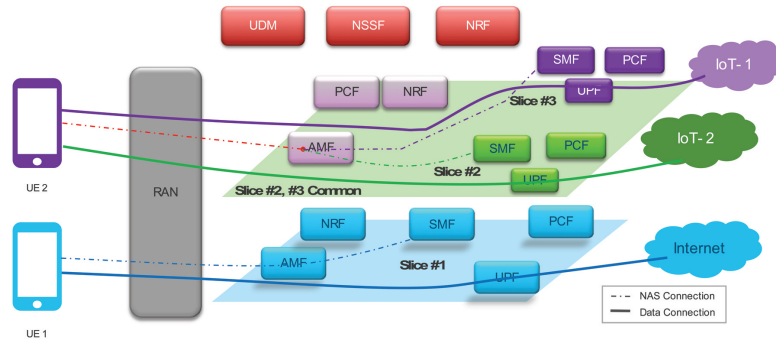 UDM
NSSF
NRF
SMF
PCF
IoT- 1
PCF
NRF
UPF
Slice #3
AMF
SMF
PCF
IoT- 2
Slice #2
UPF
UE 2
RAN
Slice #2, #3 Common
NRF
SMF
PCF
Internet
AMF
Slice #1
UPF
NAS Connection
Data Connection
UE 1